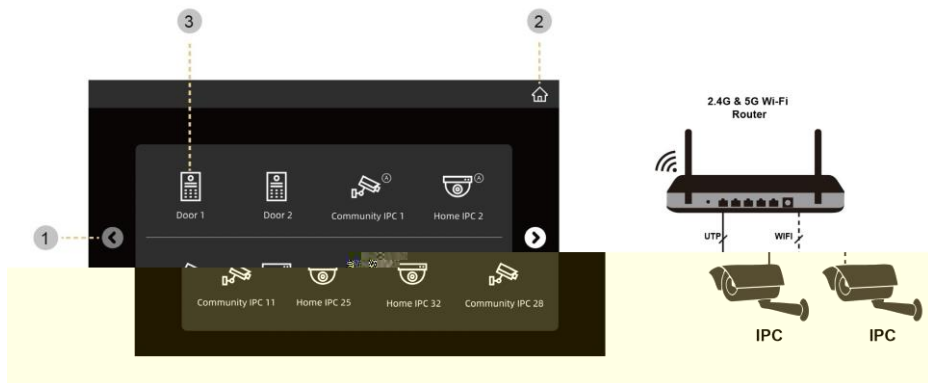 3
2
2.4G & 5G Wi-Fi
Router
Door 1
Door 2
Community IPC 1
Home IPC 2
1
UTP
WIFI
Community IPC 11
Home IPC 25
Home IPC 32
Community IPC 28
IPC
IPC